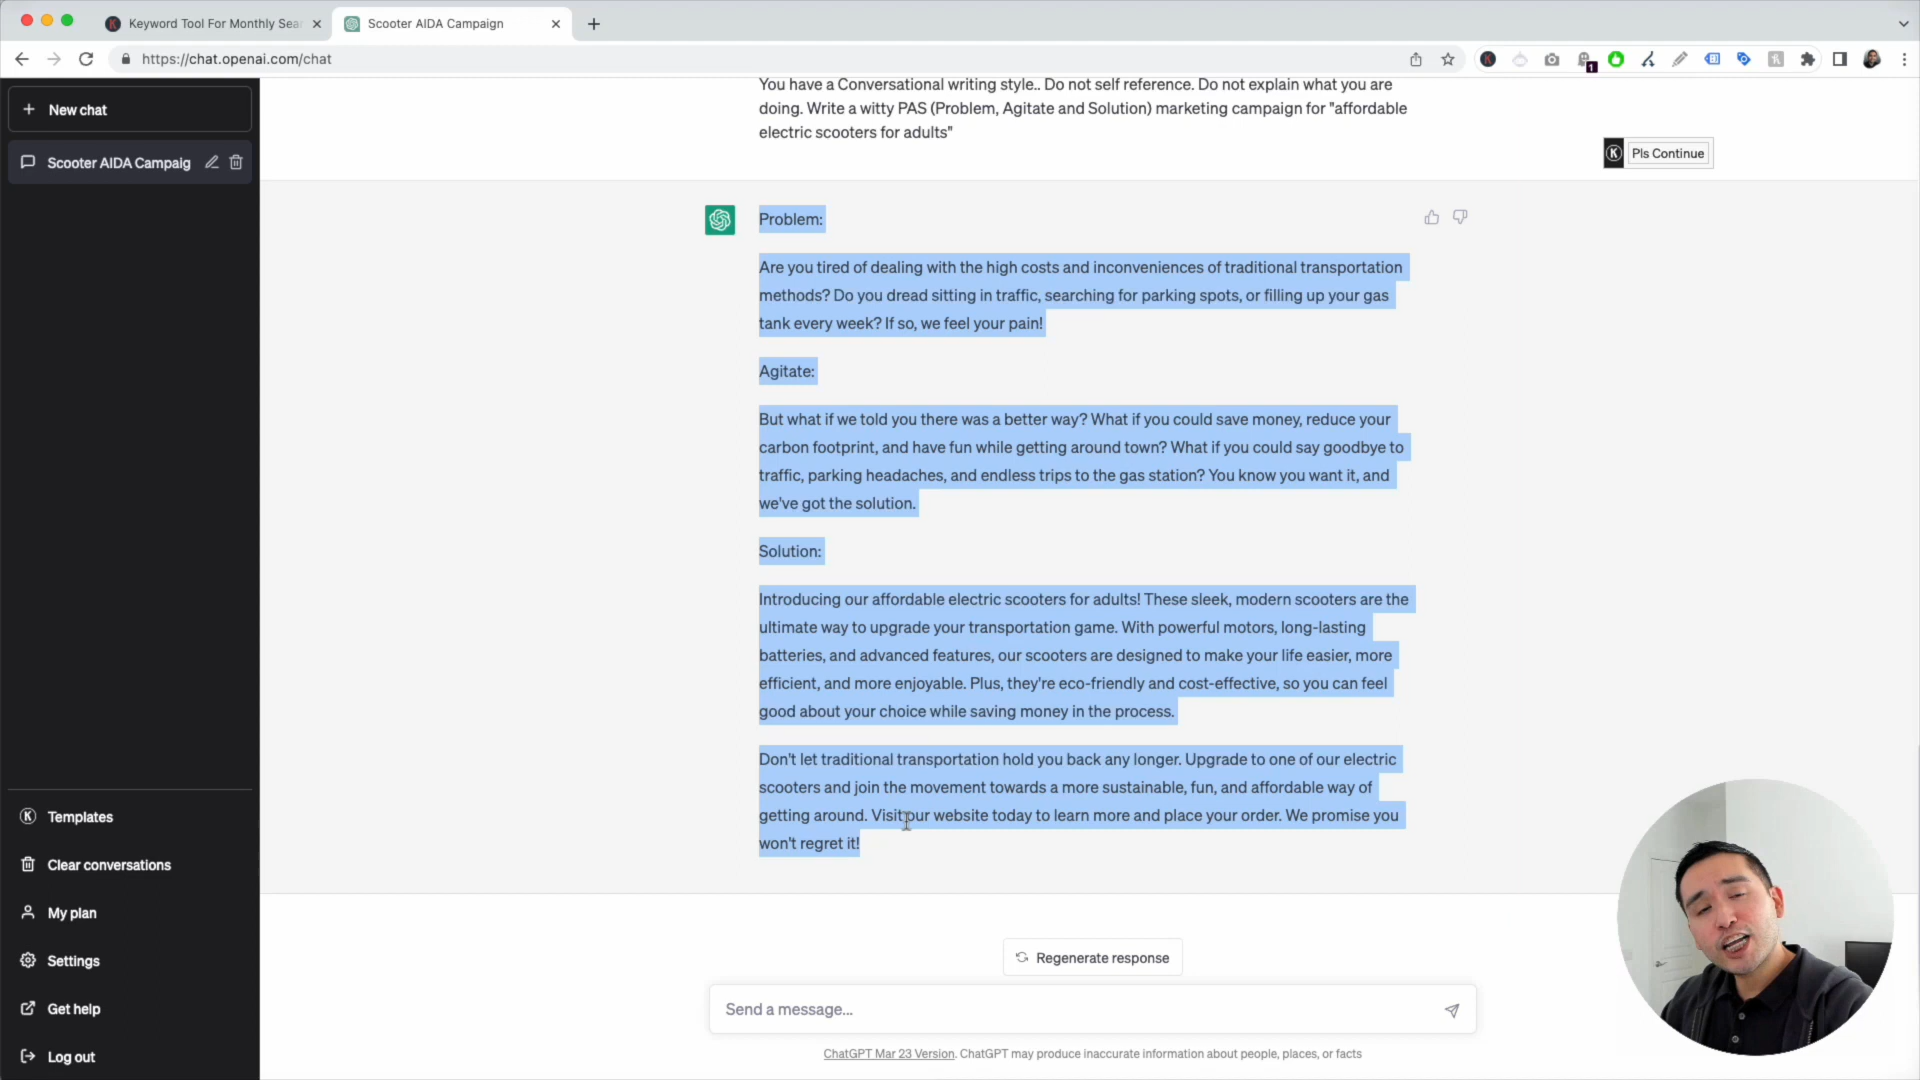 Keyword Tool For Monthly Sea
Scooter AIDA Campaign
https://chat.openai.com/chat
1
New chat
Scooter AIDA Campaig
You have a Conversational writing style.. Do not self reference. Do not explain what you are
doing. Write a witty PAS (Problem, Agitate and Solution) marketing campaign for "affordable
electric scooters for adults"
K Pls Continue
Problem:
Are you tired of dealing with the high costs and inconveniences of traditional transportation
methods? Do you dread sitting in traffic, searching for parking spots, or filling up your gas
tank every week? If so, we feel your pain!
Agitate:
But what if we told you there was a better way? What if you could save money, reduce your
carbon footprint, and have fun while getting around town? What if you could say goodbye to
traffic, parking headaches, and endless trips to the gas station? You know you want it, and
we've got the solution.
Solution:
Introducing our affordable electric scooters for adults! These sleek, modern scooters are the
ultimate way to upgrade your transportation game. With powerful motors, long-lasting
batteries, and advanced features, our scooters are designed to make your life easier, more
efficient, and more enjoyable. Plus, they're eco-friendly and cost-effective, so you can feel
good about your choice while saving money in the process.
Don't let traditional transportation hold you back any longer. Upgrade to one of our electric
scooters and join the movement towards a more sustainable, fun, and affordable way of
getting around. Visit our website today to learn more and place your order. We promise you
won't regret it!
K Templates
Clear conversations
My plan
Settings
Get help
Log out
Regenerate response
Send a message...
ChatGPT Mar 23 Version. ChatGPT may produce inaccurate information about people, places, or facts